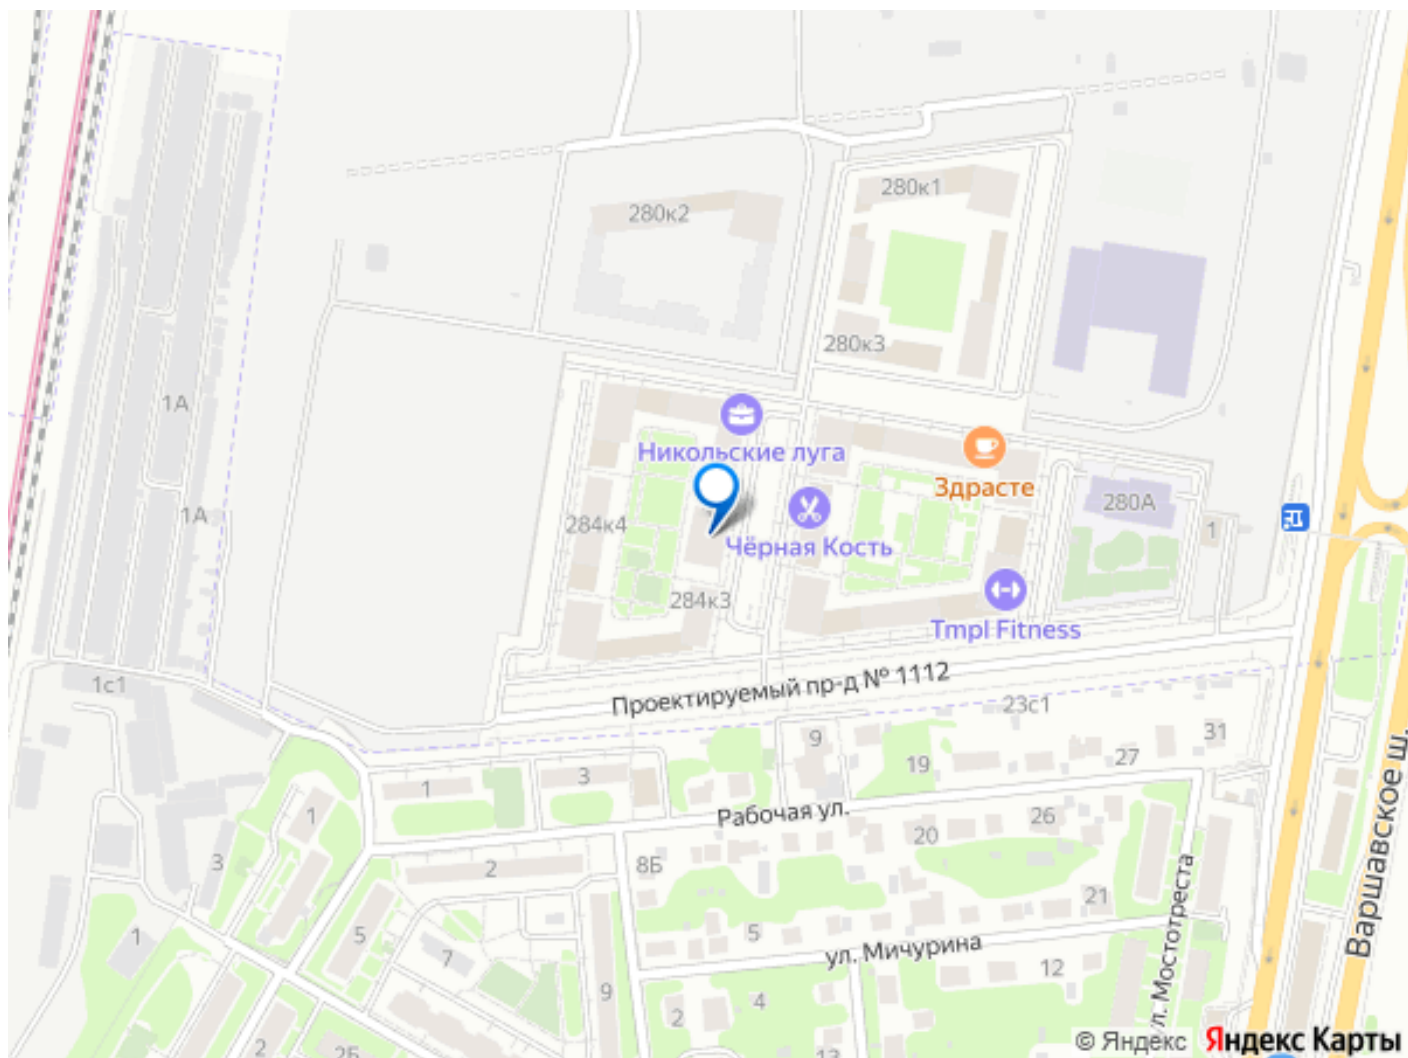 280к1
280к2
280к3
1А
Никольские луга
Здрасте
280А
1А
284к4
Чёрная Кость
1
284к3
Tmpl Fitness
1с1
Проектируемый пр-д № 1112
23с1
31
9
27
19
3
1
1
Рабочая ул.
26
20
Варшавское ш.
3
2
8Б
21
ул. Мостотреста
1
5
5
ул. Мичурина
7
12
9
4
2
2
2Б
13
© Яндекс Яндекс Карты